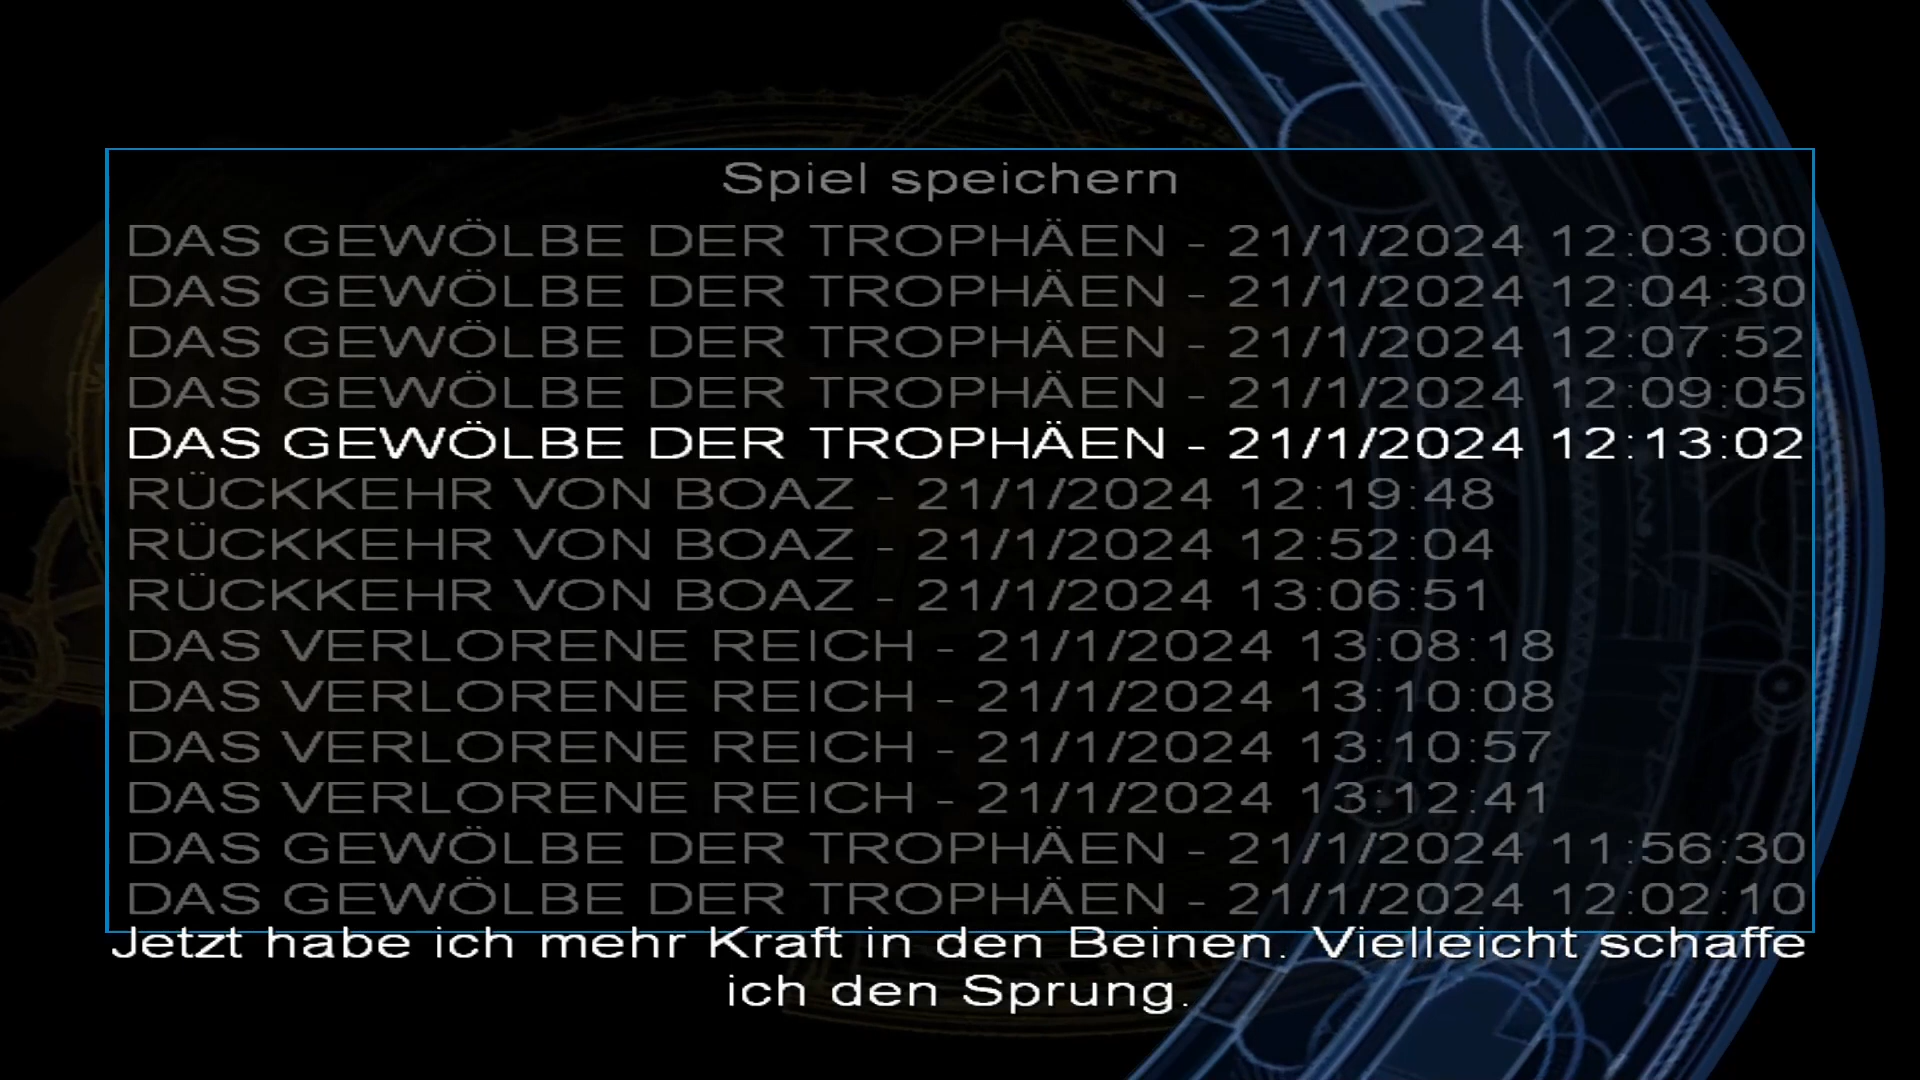 Spiel speichern
DAS GEWÖLBE DER TROPHÄEN - 21/1/2024 12:03:00
DAS GEWÖLBE DER TROPHÄEN - 21/1/2024 12:04:30
DAS GEWÖLBE DER TROPHÄEN - 21/1/2024 12:07:52
DAS GEWÖLBE DER TROPHÄEN - 21/1/2024 12:09:05
DAS GEWÖLBE DER TROPHÄEN - 21/1/2024 12:13:02
RÜCKKEHR VON BOAZ - 21/1/2024 12:19:48
RÜCKKEHR VON BOAZ - 21/1/2024 12:52:04
RÜCKKEHR VON BOAZ - 21/1/2024 13:06:51
DAS VERLORENE REICH - 21/1/2024 13:08:18
DAS VERLORENE REICH - 21/1/2024 13:10:08
DAS VERLORENE REICH - 21/1/2024 13:10:57
DAS VERLORENE REICH - 21/1/2024 13:12:41
DAS GEWÖLBE DER TROPHÄEN - 21/1/2024 11:56:30
DAS GEWÖLBE DER TROPHÄEN - 21/1/2024 12:02:10
Jetzt habe ich mehr Kraft in den Beinen. Vielleicht schaffe
ich den Sprung.